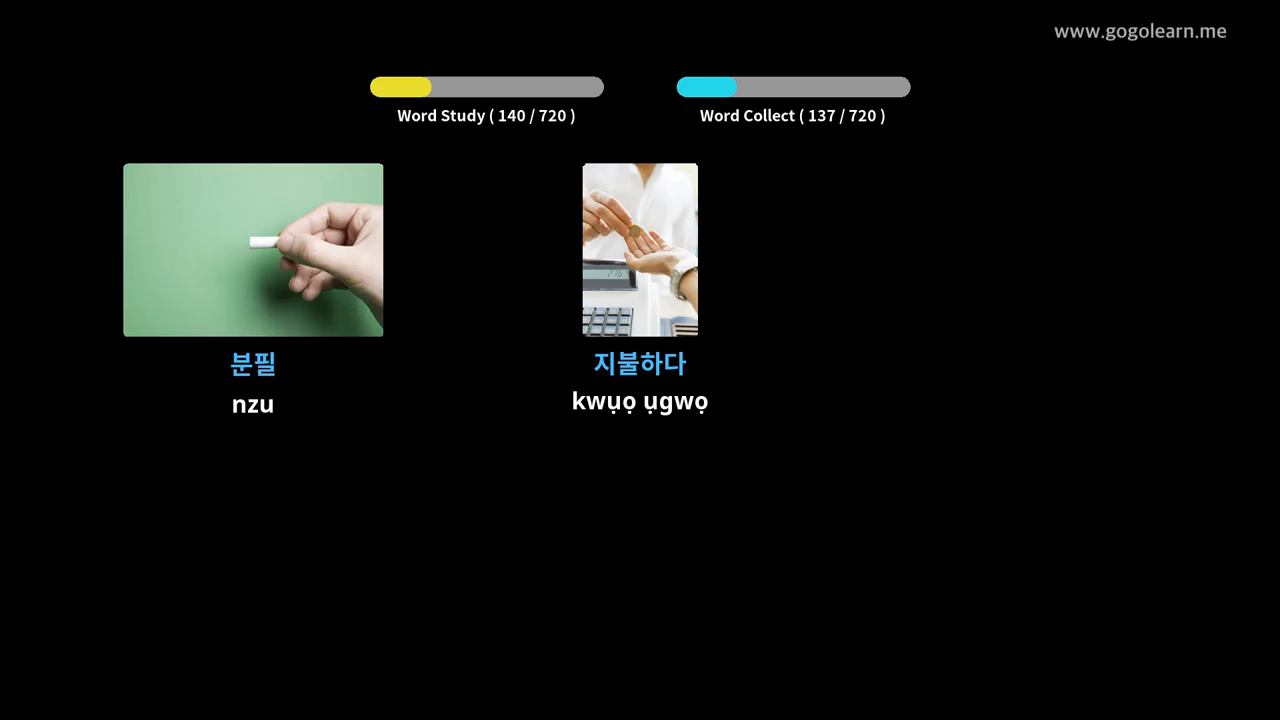 www.gogolearn.me
Word Study ( 140 / 720 )
Word Collect ( 137 / 720 )
분필
nzu
지불하다
kwụọ ụgwọ